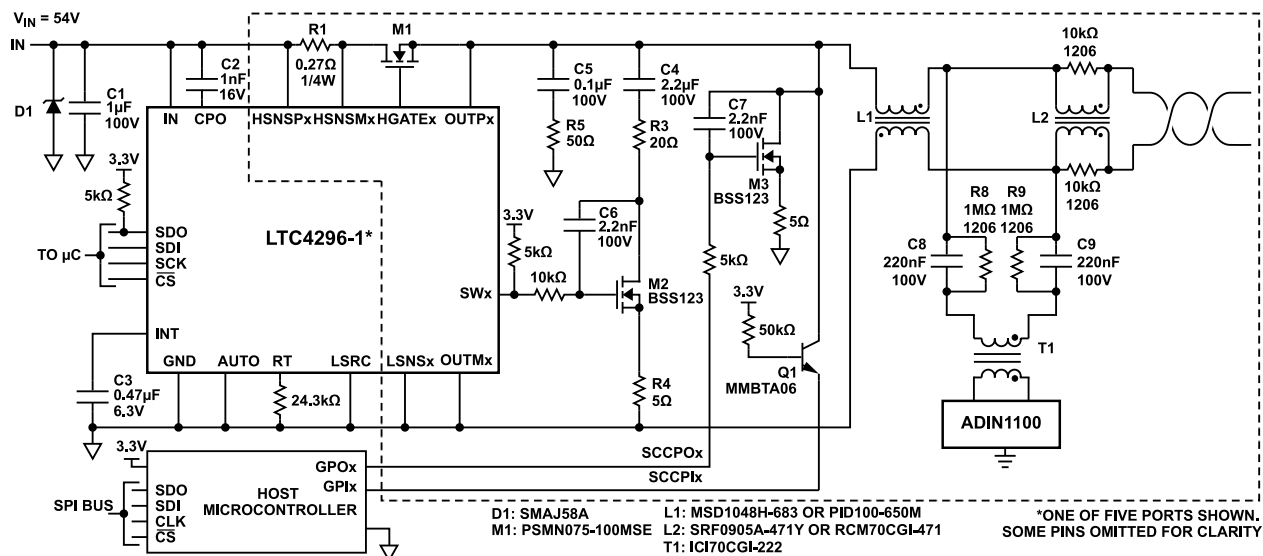 V_IN = 54V
IN
D1
C1
1µF
100V
C2
1nF
16V
R1
0.27Ω
1/4W
M1
C5
0.1µF
100V
R5
50Ω
C4
2.2µF
100V
R3
20Ω
C7
2.2nF
100V
M3
BSS123
5Ω
L1
10kΩ
1206
L2
10kΩ
1206
IN
CPO
HSNSPx
HSNSMx
HGATEx
OUTPx
3.3V
5kΩ
SDO
SDI
SCK
CS
TO µC
LTC4296-1*
3.3V
5kΩ
C6
2.2nF
100V
10kΩ
SWx
M2
BSS123
5kΩ
3.3V
50kΩ
Q1
MMBTA06
R8
1MΩ
1206
R9
1MΩ
1206
C8
220nF
100V
C9
220nF
100V
T1
ADIN1100
INT
GND
AUTO
RT
LSRC
LSNSx
OUTMx
C3
0.47µF
6.3V
24.3kΩ
R4
5Ω
SCCPOx
SCCPIx
3.3V
SPI BUS
SDO
SDI
CLK
CS
GPOx
GPIx
HOST
MICROCONTROLLER
D1: SMAJ58A
M1: PSMN075-100MSE
L1: MSD1048H-683 OR PID100-650M
L2: SRF0905A-471Y OR RCM70CGI-471
T1: ICI70CGI-222
*ONE OF FIVE PORTS SHOWN.
SOME PINS OMITTED FOR CLARITY